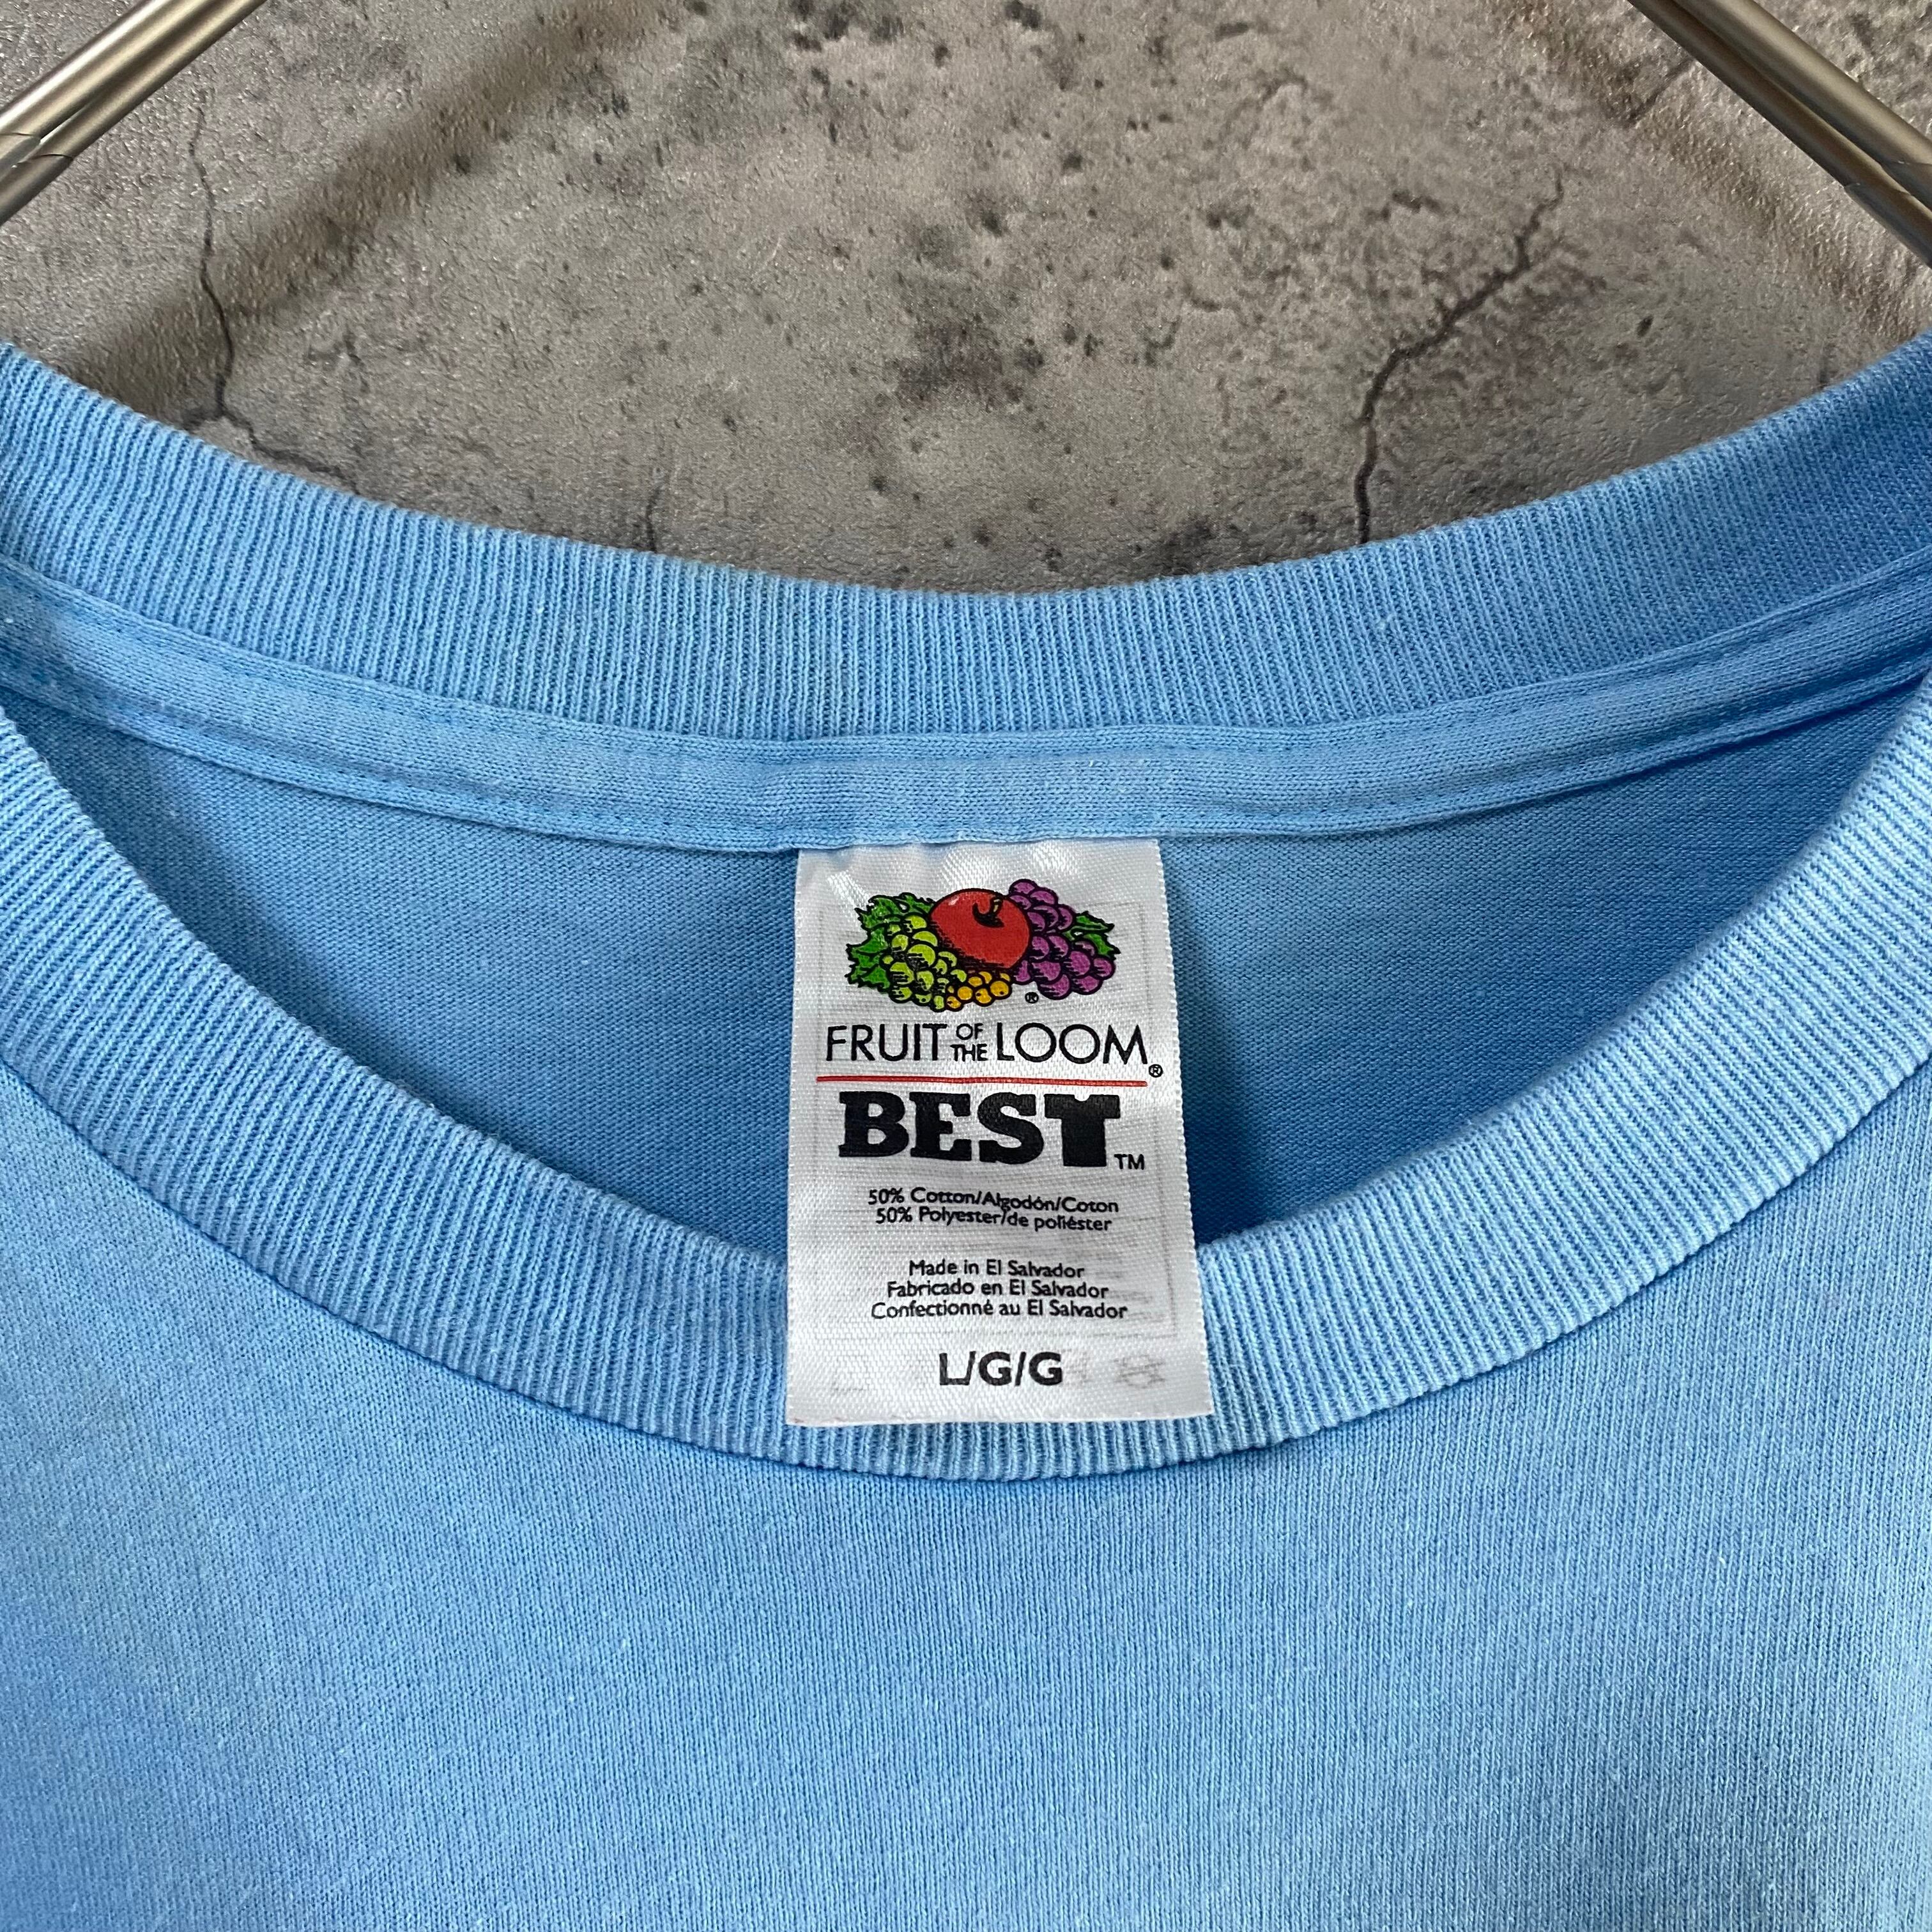 ®
FRUIT OF THE LOOM®
BEST™
50% Cotton/Algodón/Coton
50% Polyester/de poliéster
Made in El Salvador
Fabricado en El Salvador
Confectionné au El Salvador
L/G/G